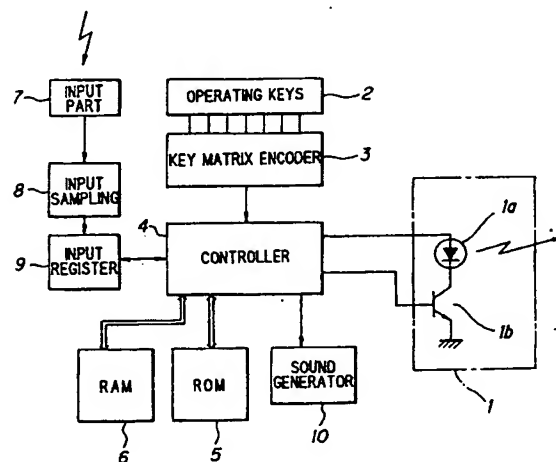 7
INPUT
PART
OPERATING KEYS
2
KEY MATRIX ENCODER
3
8
INPUT
SAMPLING
9
INPUT
REGISTER
4
CONTROLLER
1a
1b
1
RAM
6
ROM
5
SOUND
GENERATOR
10